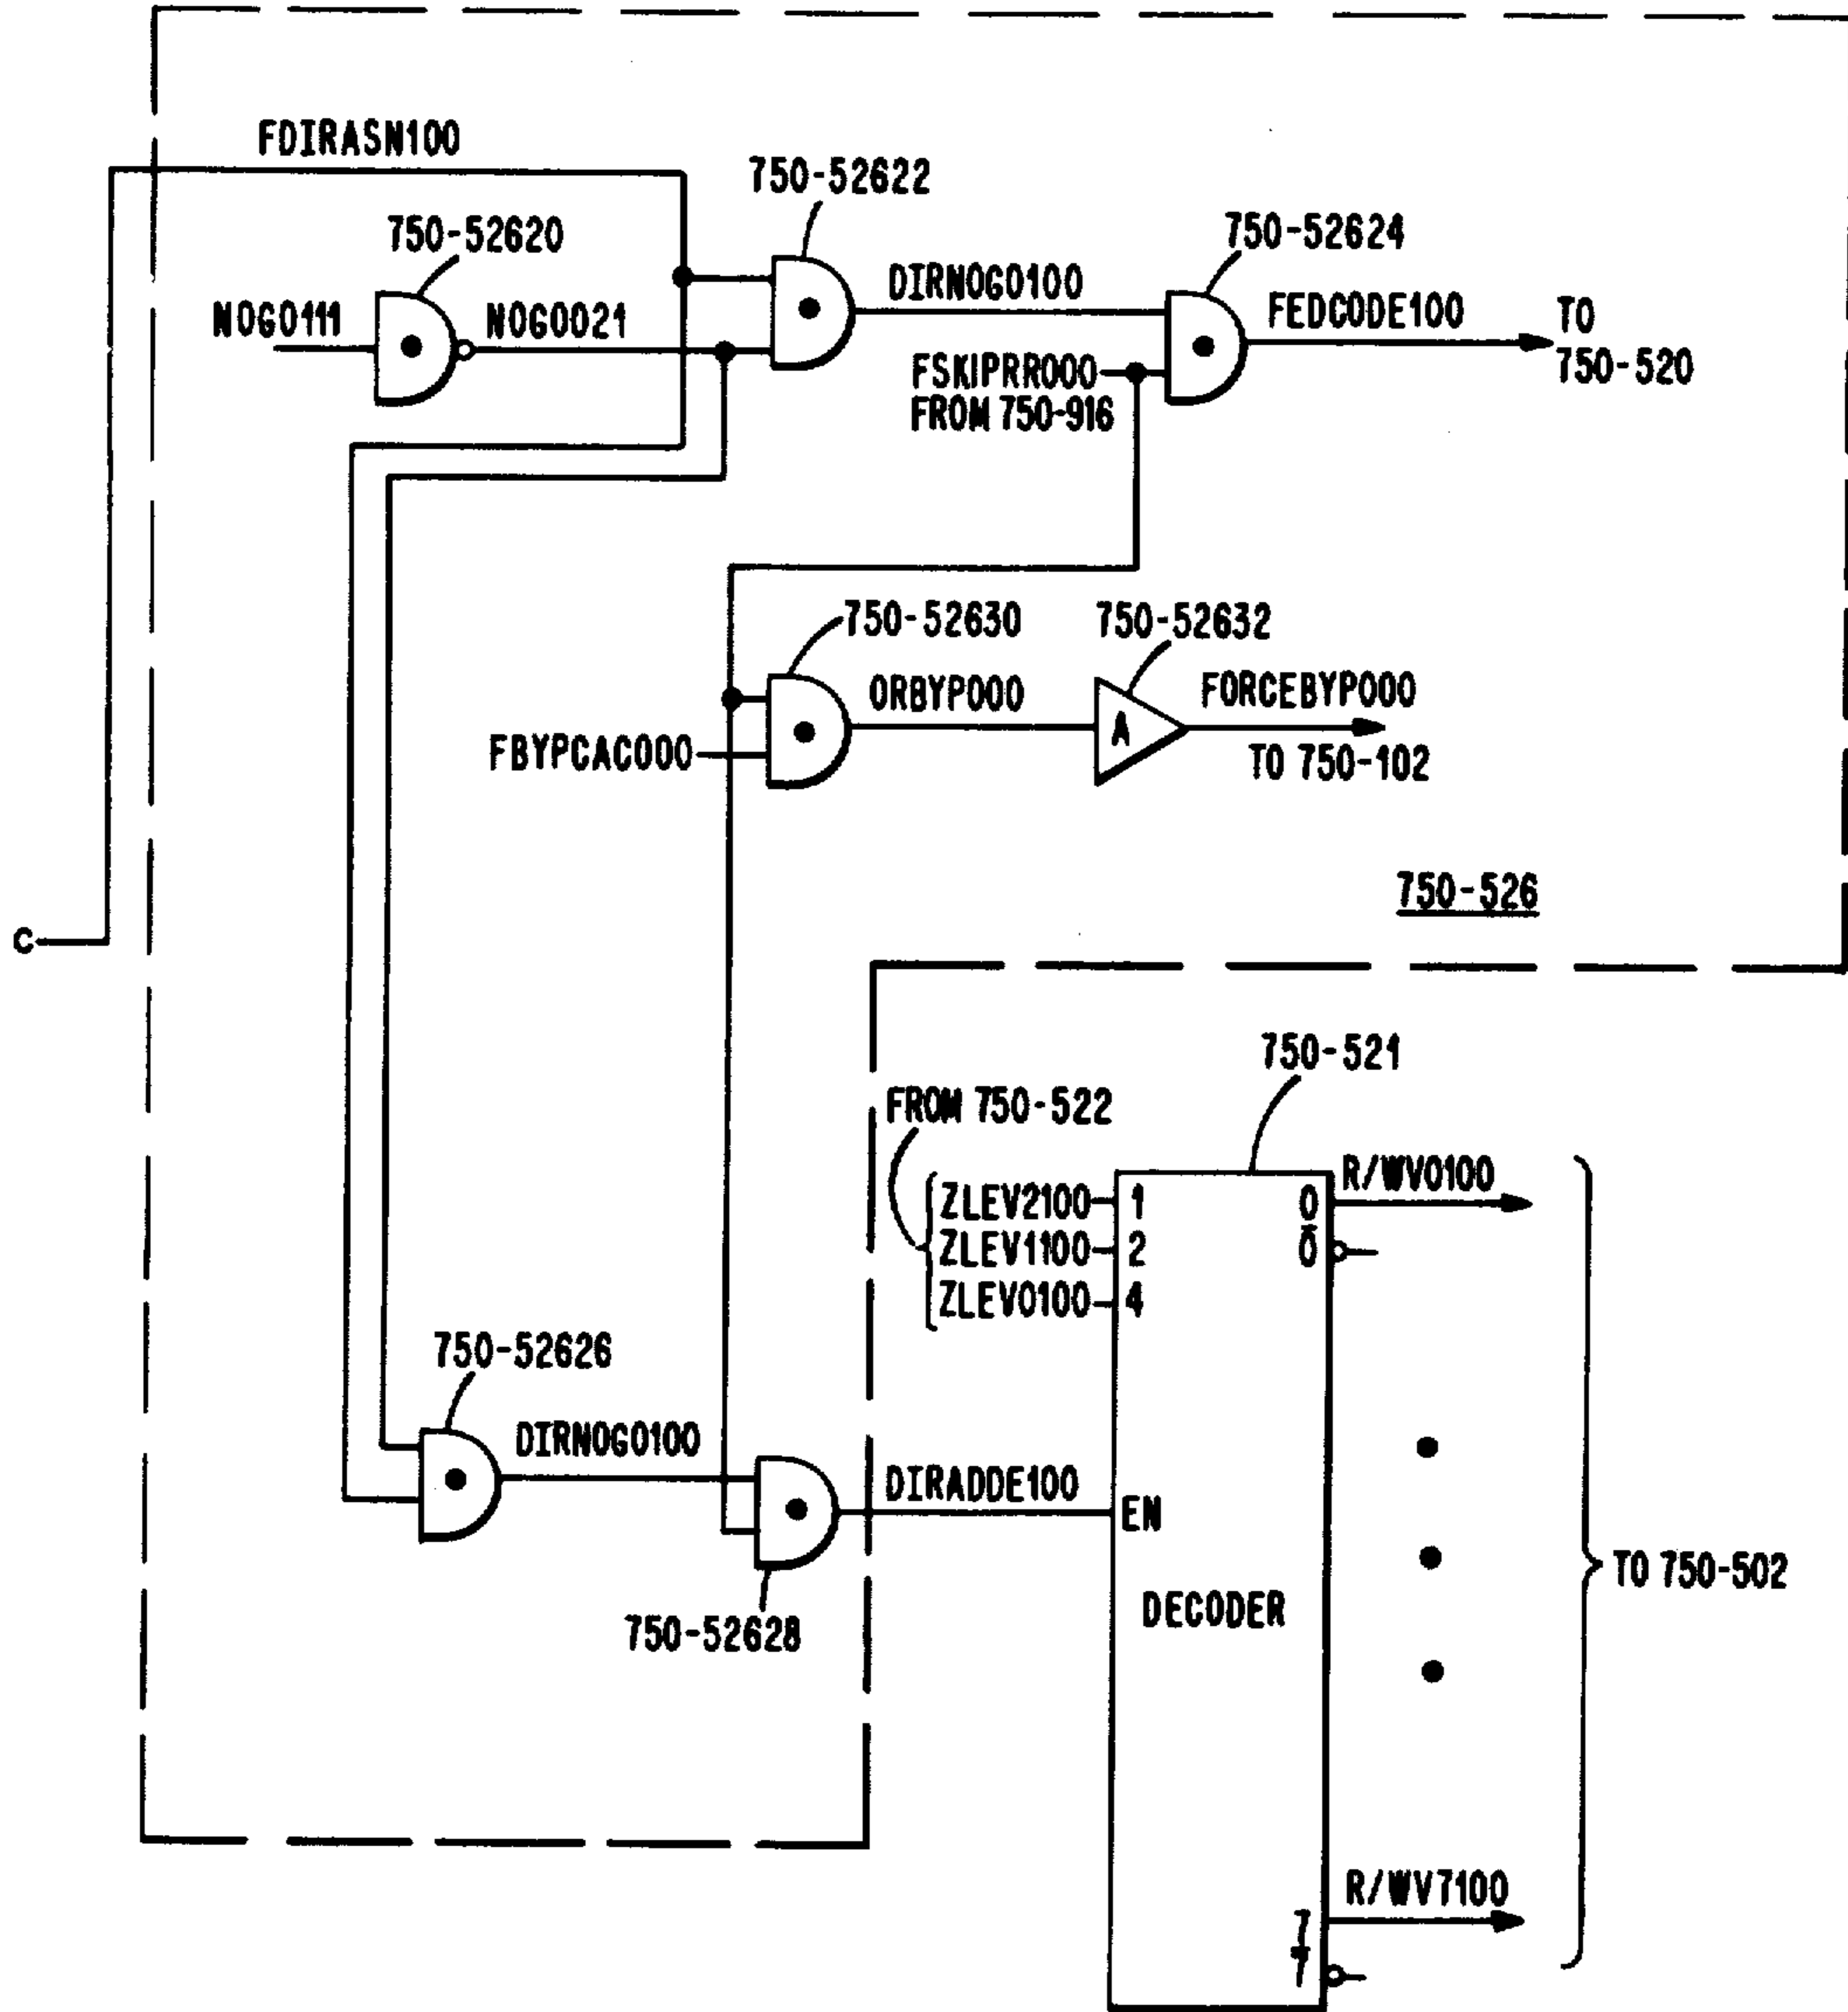 FDIRASN100
750-52622
750-52620
750-52624
NOGO111
NOGO021
DIRNOGO100
FEDCODE100
TO
750-520
FSKIPRR000
FROM 750-916
750-52630
750-52632
ORBYP000
FORCEBYP000
A
FBYPCAC000
TO 750-102
750-526
C
750-521
FROM 750-522
R/WV0100
ZLEV2100
1
0
ZLEV1100
2
0̅
ZLEV0100
4
750-52626
DIRNOGO100
DIRADDE100
EN
TO 750-502
DECODER
750-52628
R/WV7100
7
7̅